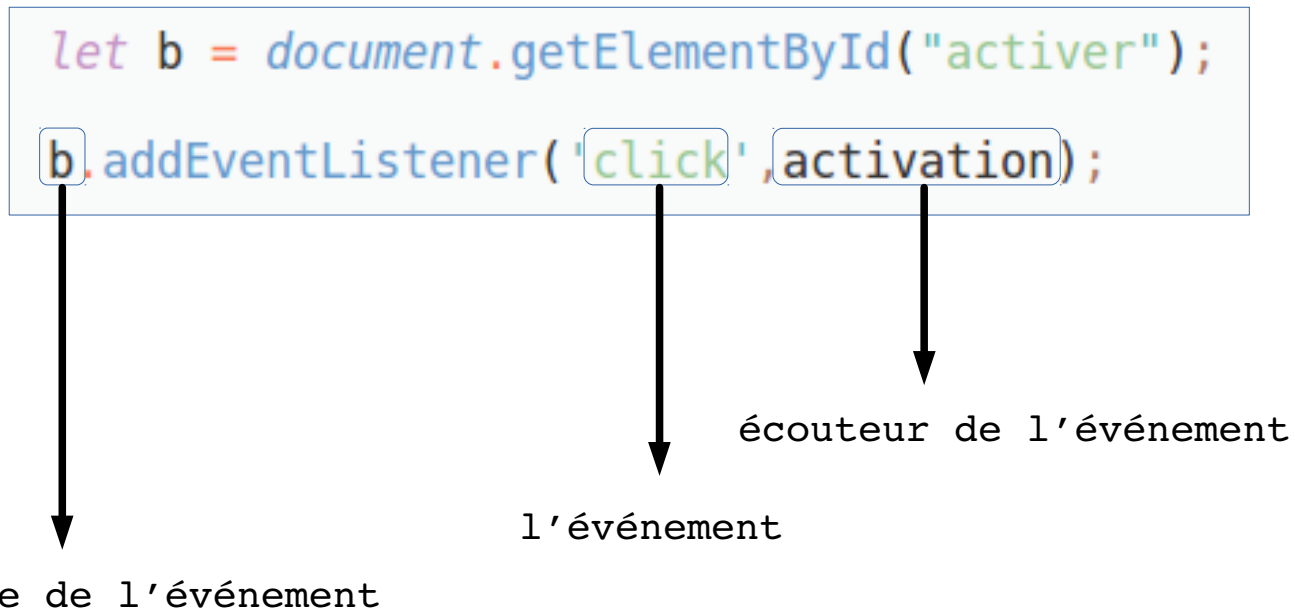 let b = document.getElementById("activer");
b.addEventListener('click',activation);
écouteur de l’événement
l’événement
de l’événement